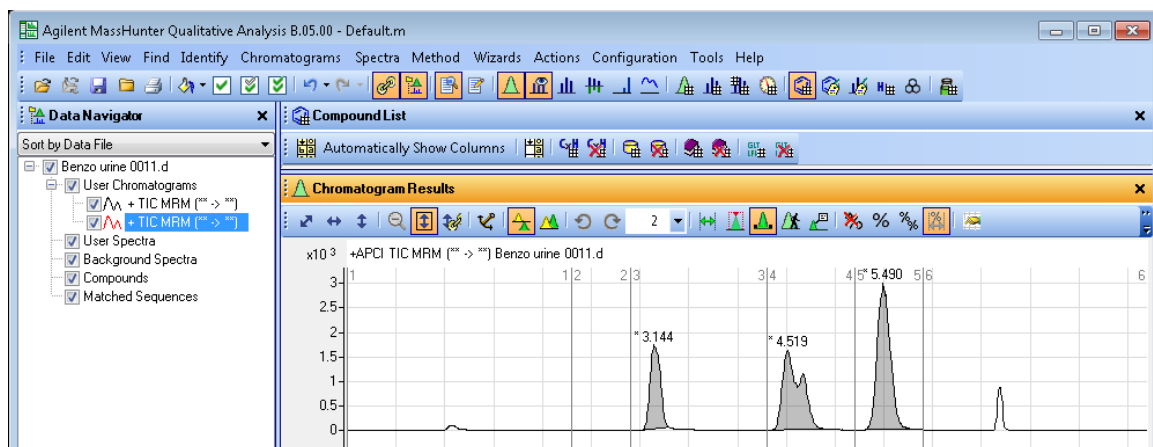 Agilent MassHunter Qualitative Analysis B.05.00 - Default.m
File Edit View Find Identify Chromatograms Spectra Method Wizards Actions Configuration Tools Help
Data Navigator
Sort by Data File
Benzo urine 0011.d
User Chromatograms
+ TIC MRM (** -> **)
+ TIC MRM (** -> **)
User Spectra
Background Spectra
Compounds
Matched Sequences
Compound List
Automatically Show Columns
Chromatogram Results
2
x10 3 +APCI TIC MRM (** -> **) Benzo urine 0011.d
1 1 2 2 3 3 4 4 5 * 5.490 5 6 6
3
2.5
2
* 3.144 * 4.519
1.5
1
0.5
0